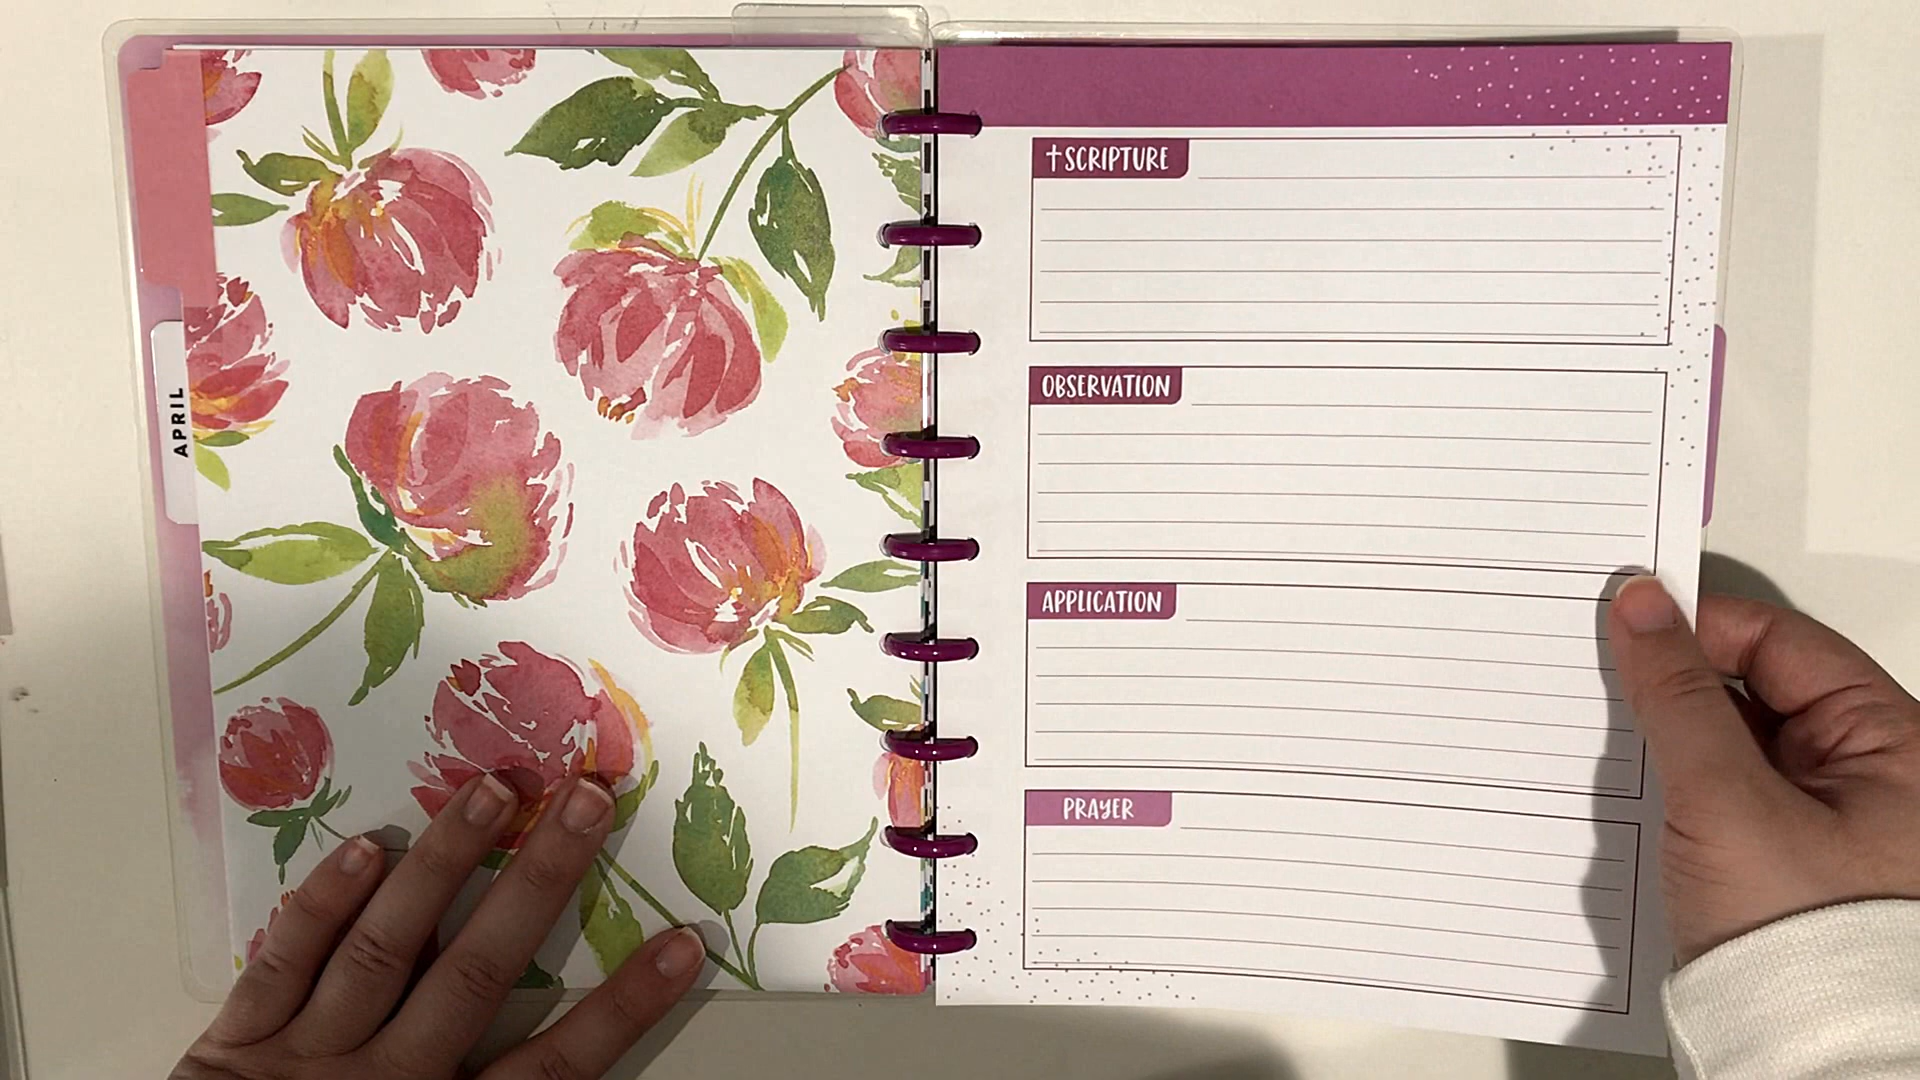 APRIL
†SCRIPTURE
OBSERVATION
APPLICATION
PRAYER